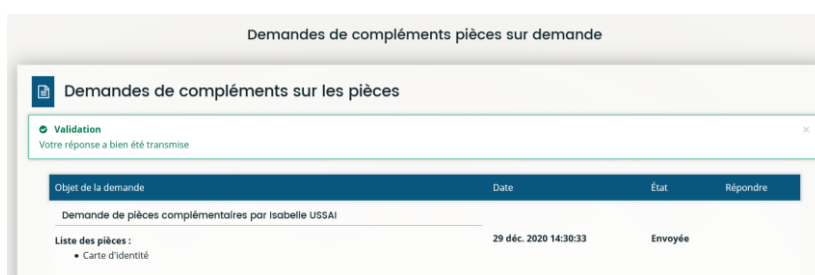 Demandes de compléments pièces sur demande
Demandes de compléments sur les pièces
Validation
×
Votre réponse a bien été transmise
Objet de la demande Date État Répondre
Demande de pièces complémentaires par Isabelle USSAI
Liste des pièces : 29 déc. 2020 14:30:33 Envoyée
• Carte d'identité